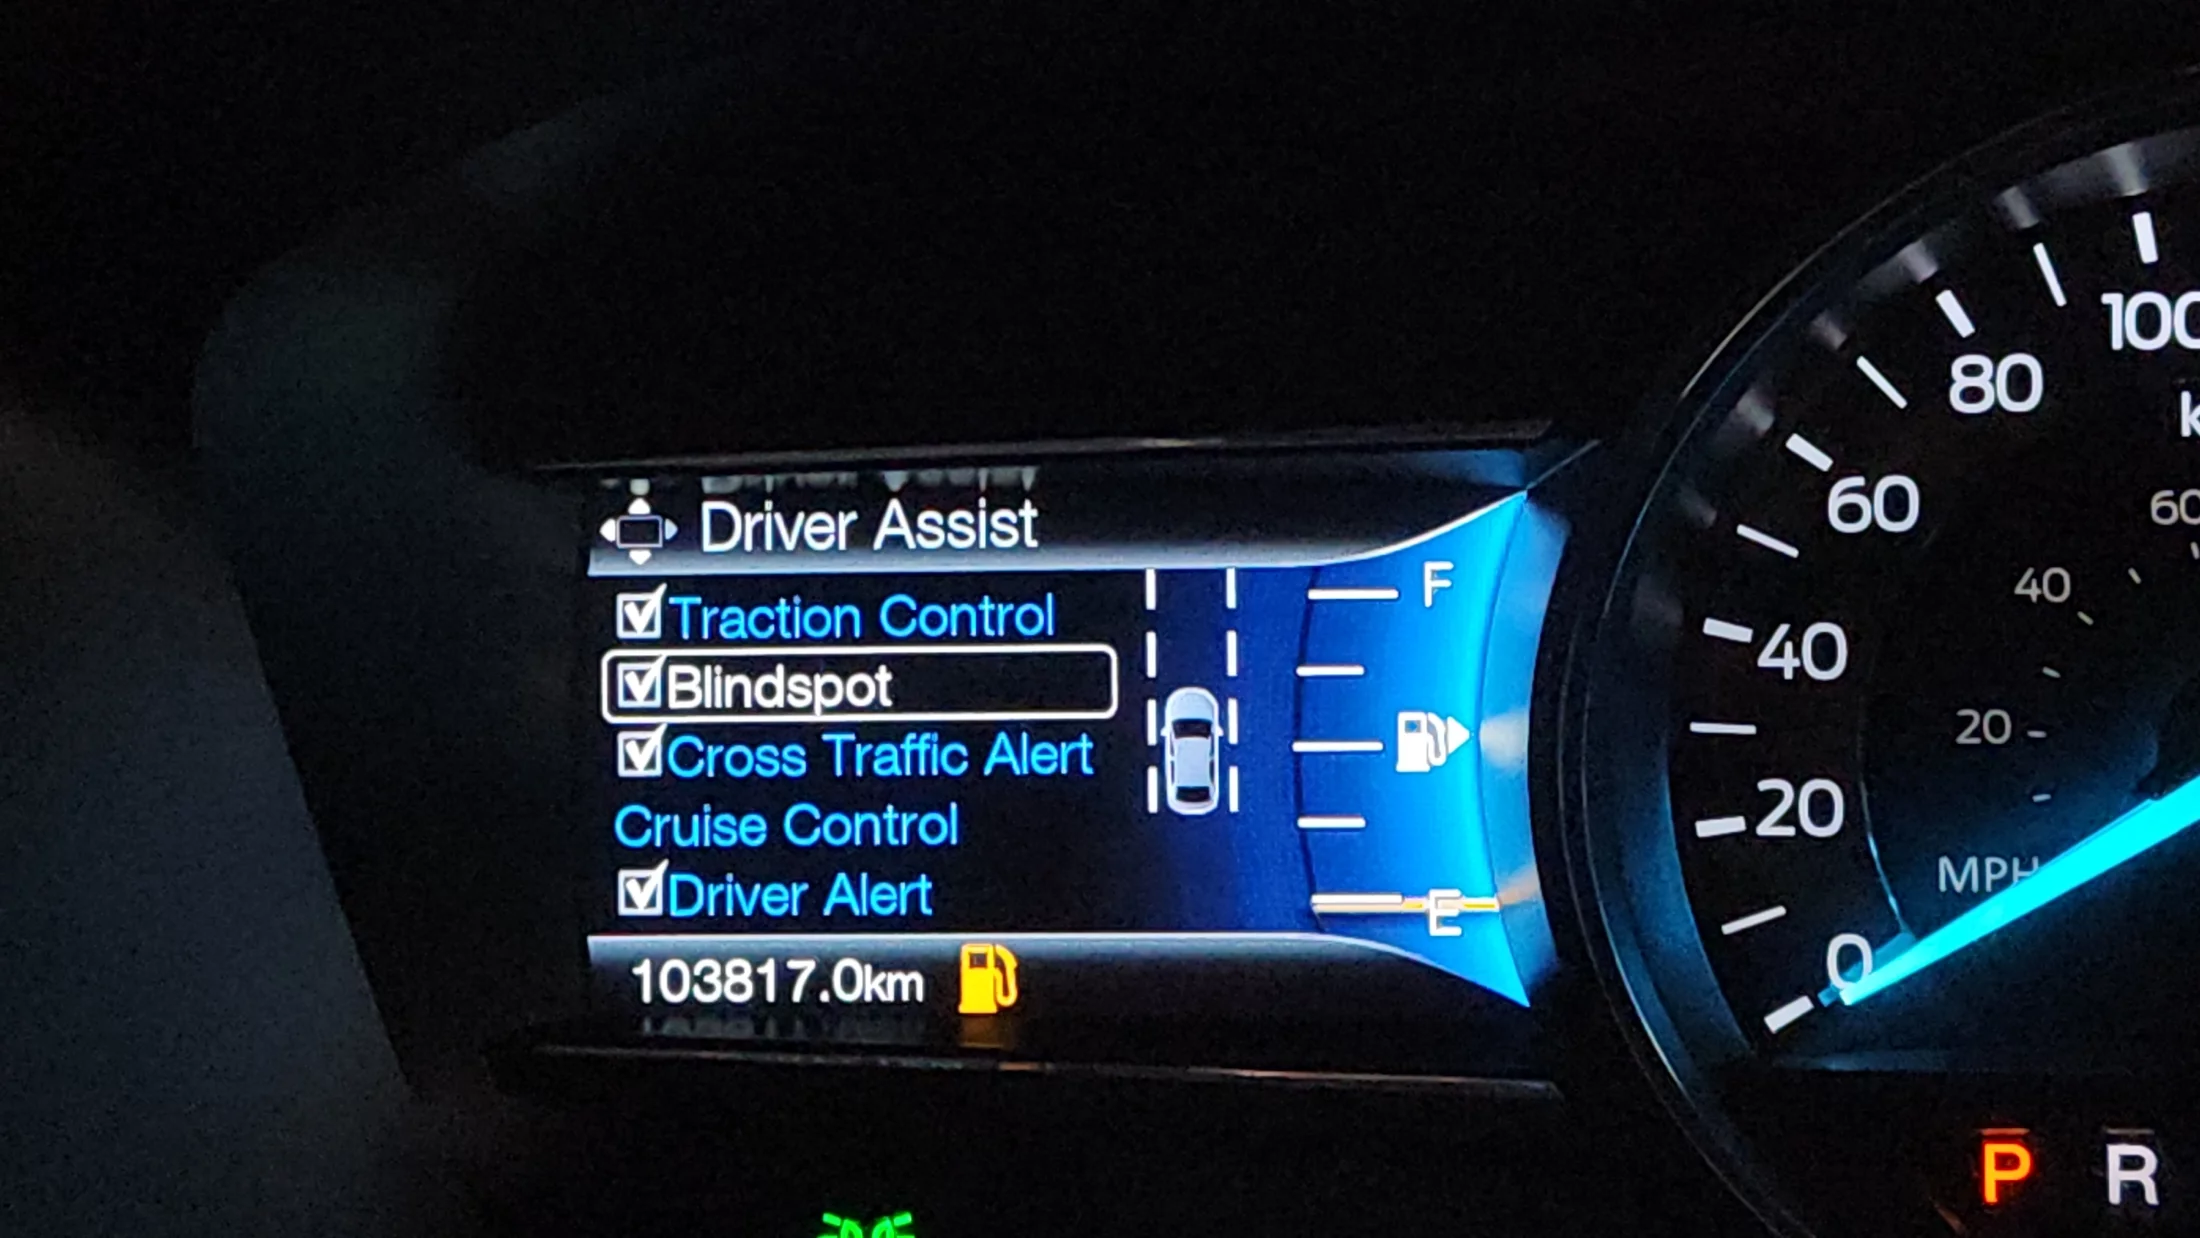 Driver Assist
Traction Control
Blindspot
Cross Traffic Alert
Cruise Control
Driver Alert
103817.0km
F
E
100
80
60
40
20
0
60
40
20
MPH
P R